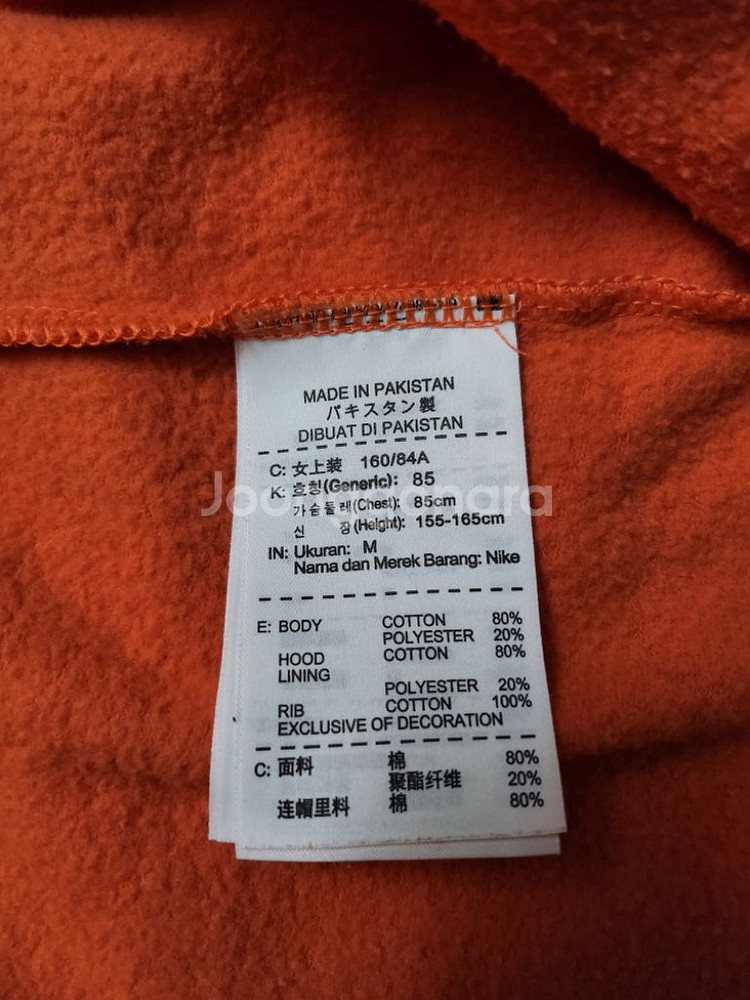 MADE IN PAKISTAN
パキスタン製
DIBUAT DI PAKISTAN
C: 女上装 160/84A
K: 호칭(Generic): 85
가슴둘레(Chest): 85cm
신 장(Height): 155-165cm
IN: Ukuran: M
Nama dan Merek Barang: Nike
E: BODY COTTON 80%
POLYESTER 20%
HOOD COTTON 80%
LINING
POLYESTER 20%
RIB COTTON 100%
EXCLUSIVE OF DECORATION
C: 面料 棉 80%
聚酯纤维 20%
连帽里料 棉 80%
Joonggonara